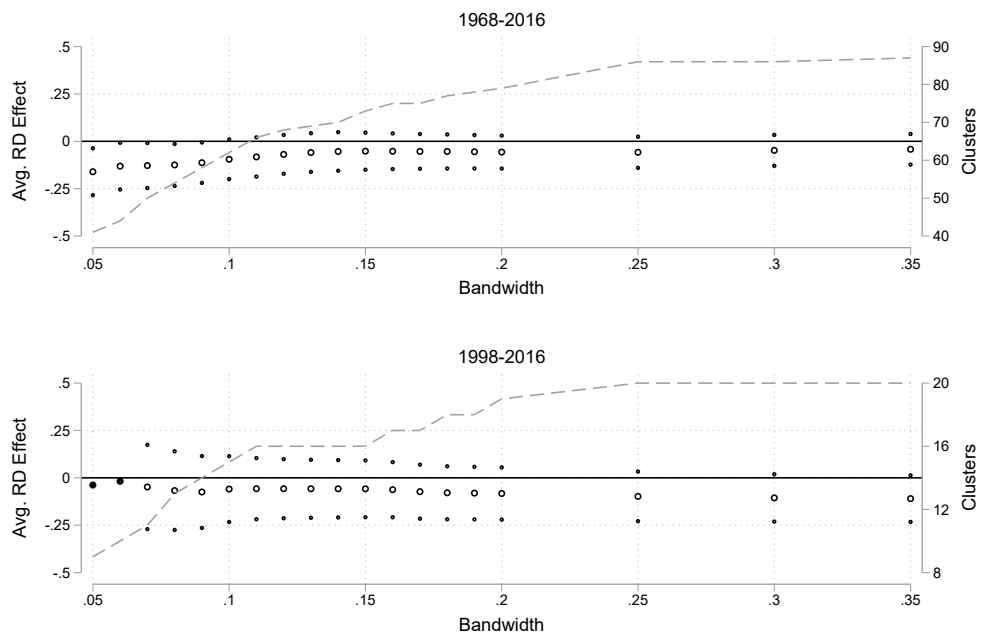 1968-2016
.5
.25
0
-.25
-.5
Avg. RD Effect
90
80
70
60
50
40
Clusters
.05 .1 .15 .2 .25 .3 .35
Bandwidth
1998-2016
.5
.25
0
-.25
-.5
Avg. RD Effect
20
16
12
8
Clusters
.05 .1 .15 .2 .25 .3 .35
Bandwidth